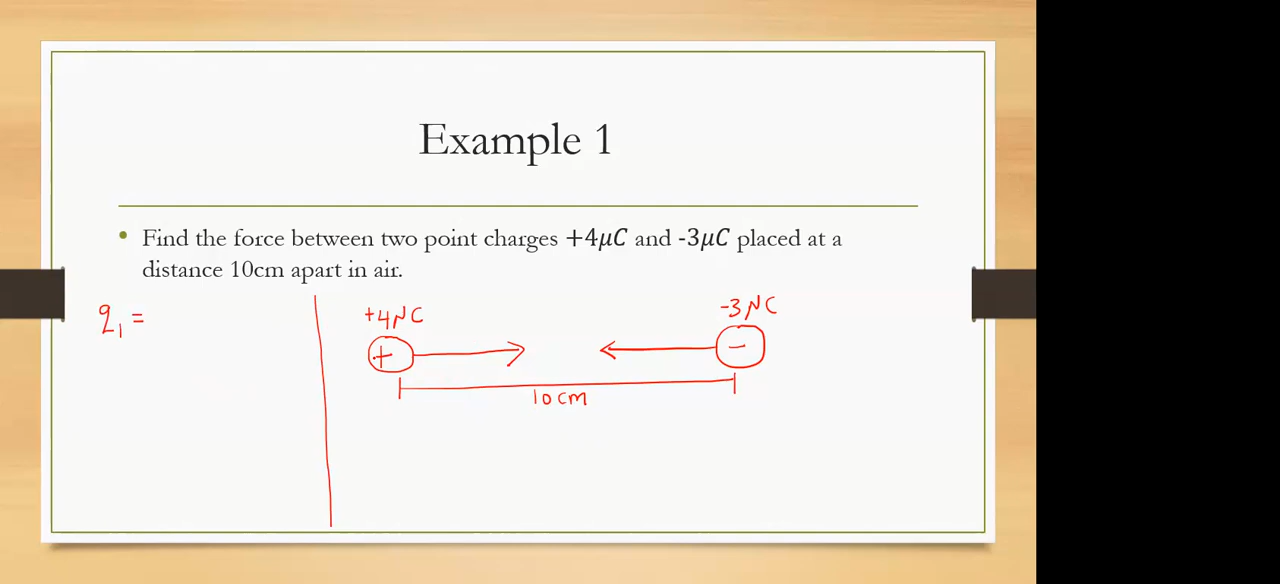 Example 1
• Find the force between two point charges +4μC and -3μC placed at a
distance 10cm apart in air.
q₁ =
+4μC
-3μC
+
-
10cm